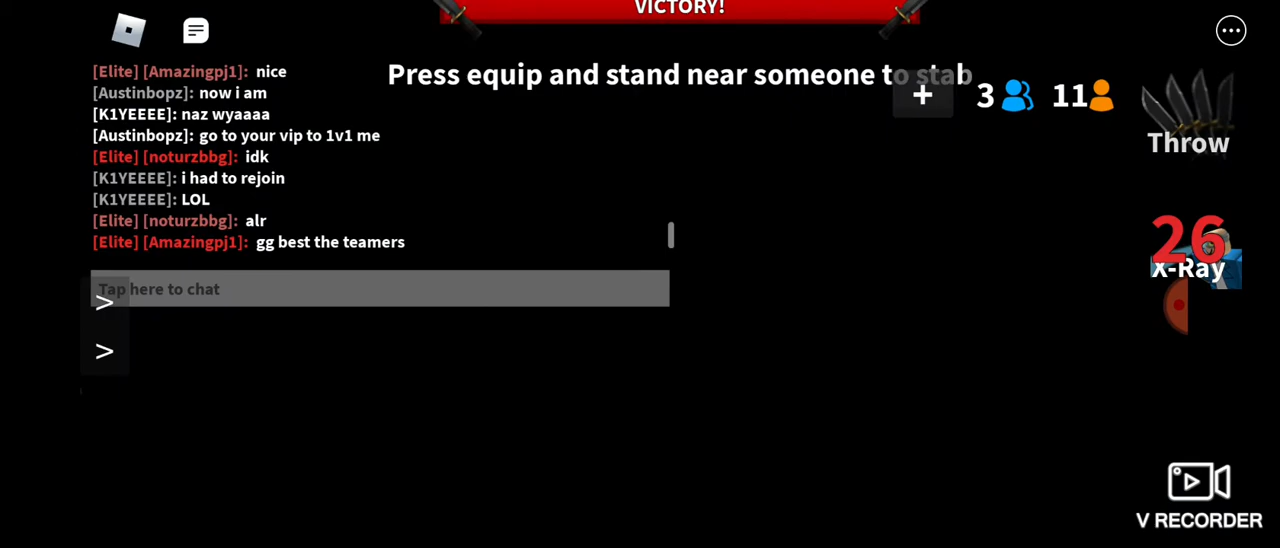 VICTORY!
Press equip and stand near someone to stab
[Elite] [Amazingpj1]: nice
[Austinbopz]: now i am
[K1YEEEE]: naz wyaaaa
[Austinbopz]: go to your vip to 1v1 me
[Elite] [noturzbbg]: idk
[K1YEEEE]: i had to rejoin
[K1YEEEE]: LOL
[Elite] [noturzbbg]: alr
[Elite] [Amazingpj1]: gg best the teamers
Tap here to chat
>
>
+
3
11
Throw
26
X-Ray
V RECORDER